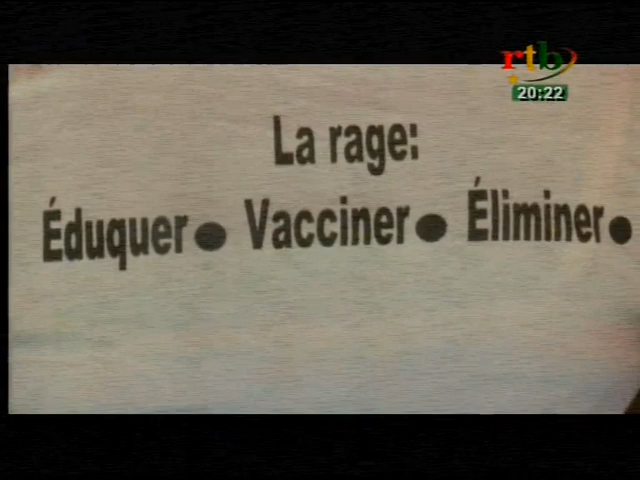 rtb
20:22
La rage:
Éduquer● Vacciner● Éliminer●